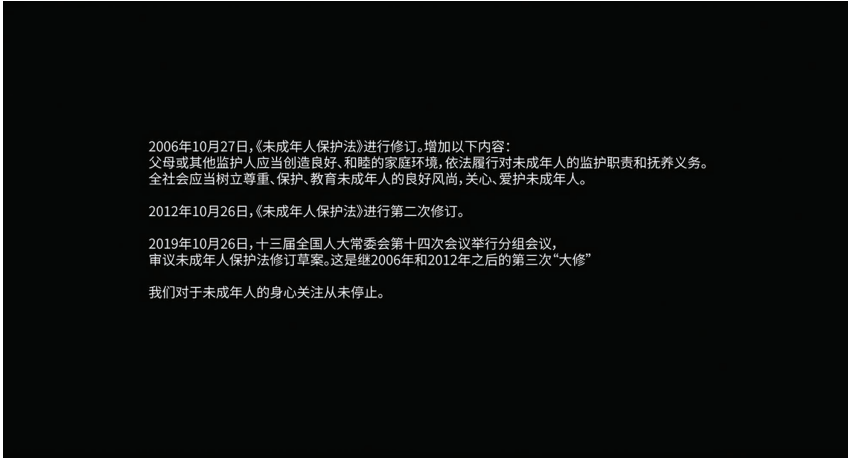 2006年10月27日,《未成年人保护法》进行修订。增加以下内容：
父母或其他监护人应当创造良好、和睦的家庭环境,依法履行对未成年人的监护职责和抚养义务。
全社会应当树立尊重、保护、教育未成年人的良好风尚,关心、爱护未成年人。
2012年10月26日,《未成年人保护法》进行第二次修订。
2019年10月26日,十三届全国人大常委会第十四次会议举行分组会议,
审议未成年人保护法修订草案。这是继2006年和2012年之后的第三次“大修”
我们对于未成年人的身心关注从未停止。